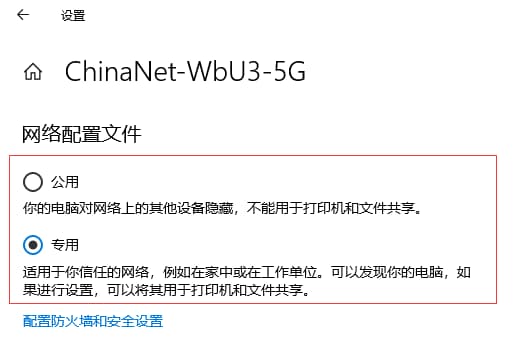 设置
ChinaNet-WbU3-5G
网络配置文件
公用
你的电脑对网络上的其他设备隐藏，不能用于打印机和文件共享。
专用
适用于你信任的网络，例如在家中或在工作单位。可以发现你的电脑，如
果进行设置，可以将其用于打印机和文件共享。
配置防火墙和安全设置